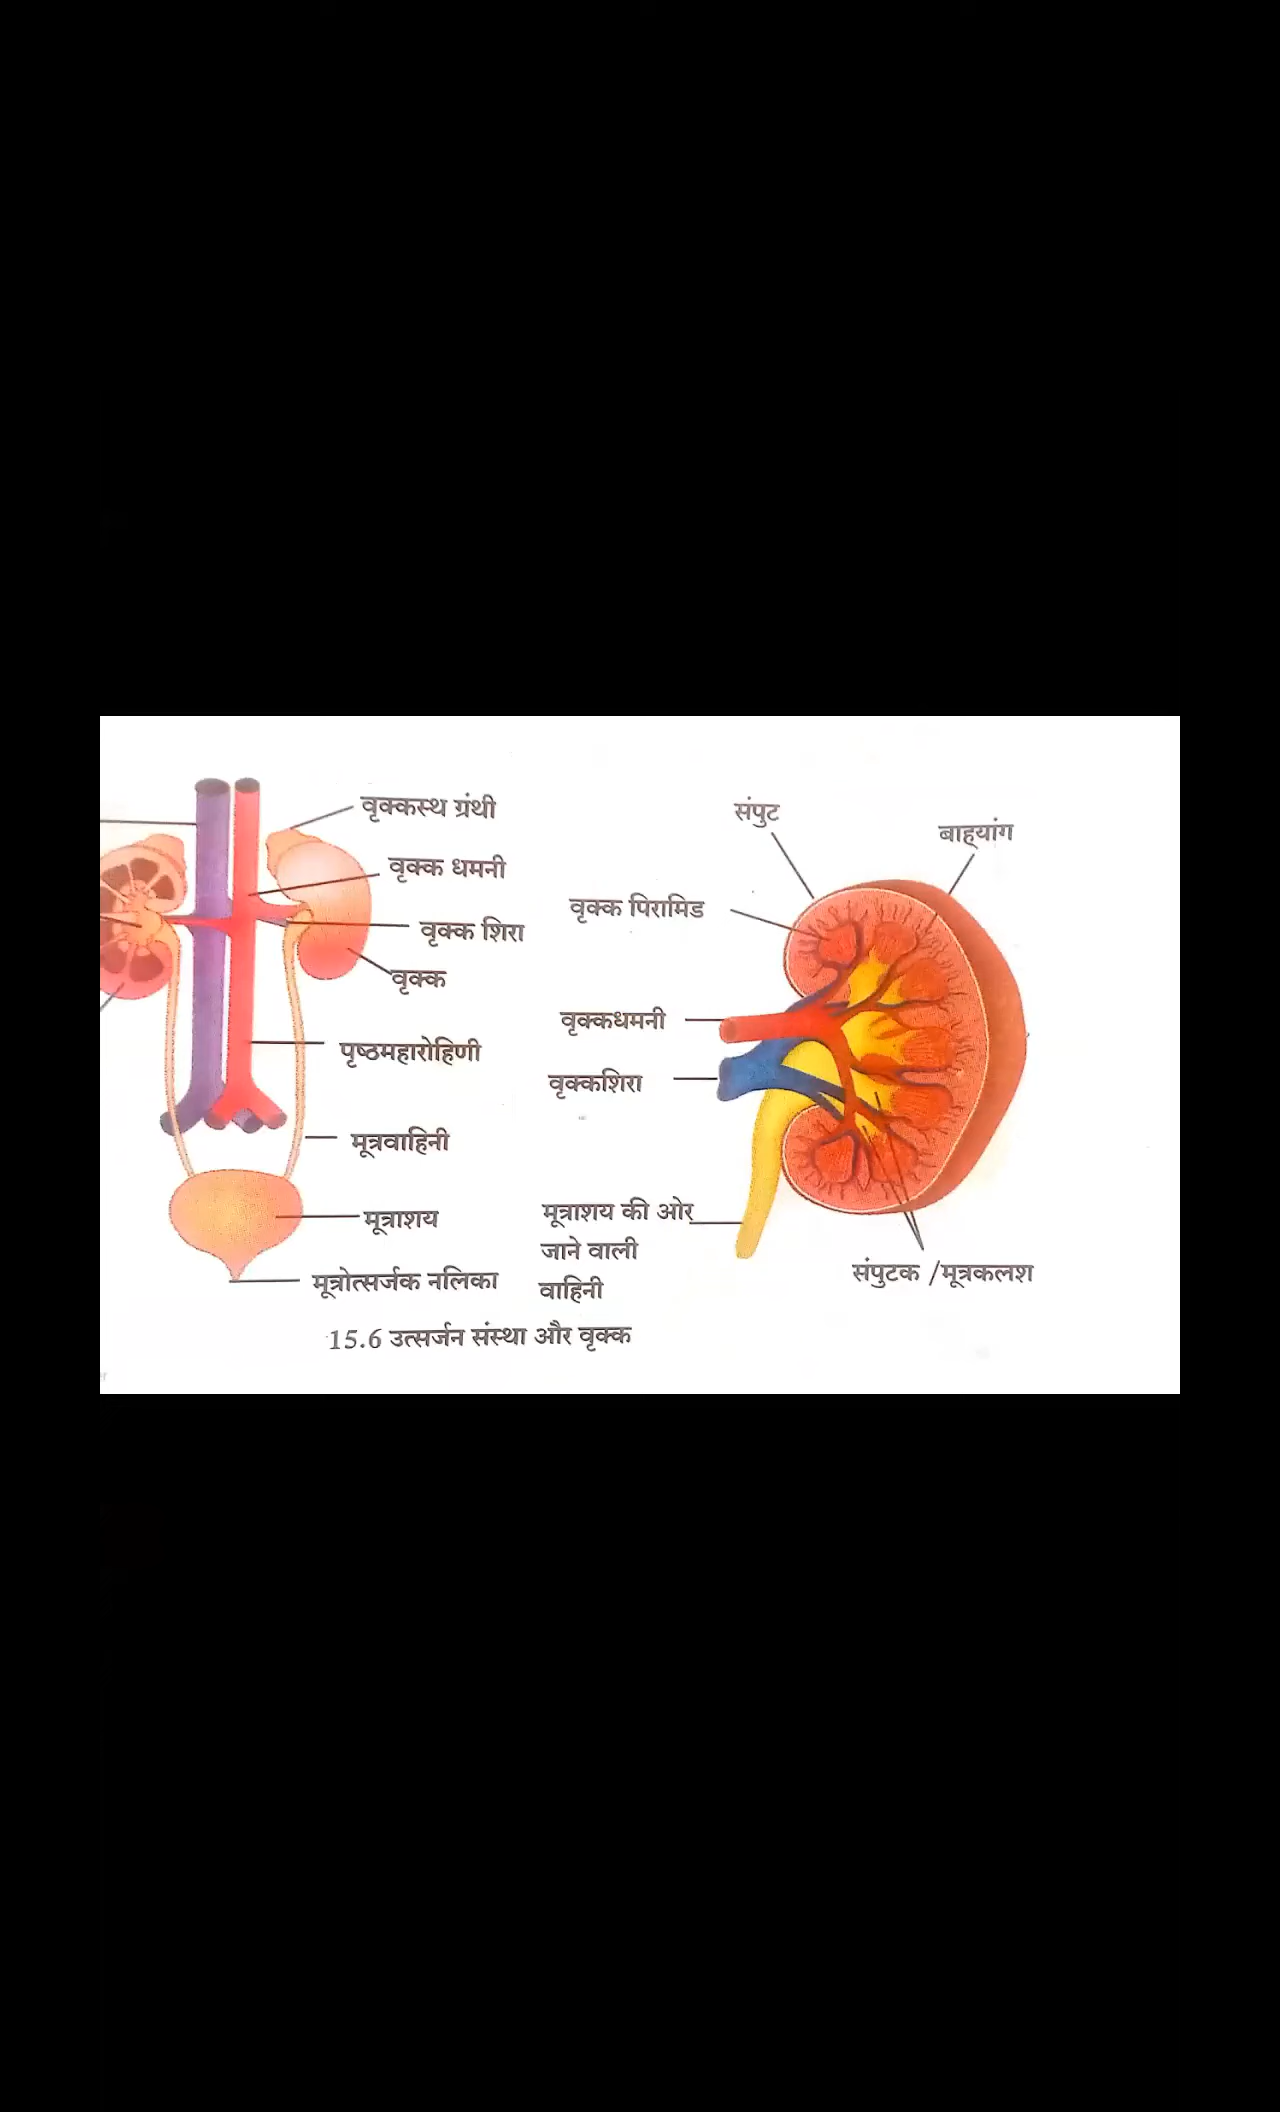 वृक्कस्थ ग्रंथी
वृक्क धमनी
वृक्क शिरा
वृक्क
पृष्ठमहारोहिणी
मूत्रवाहिनी
मूत्राशय
मूत्रोत्सर्जक नलिका
संपुट
बाह्यांग
वृक्क पिरामिड
वृक्कधमनी
वृक्कशिरा
मूत्राशय की ओर
जाने वाली
वाहिनी
संपुटक /मूत्रकलश
15.6 उत्सर्जन संस्था और वृक्क